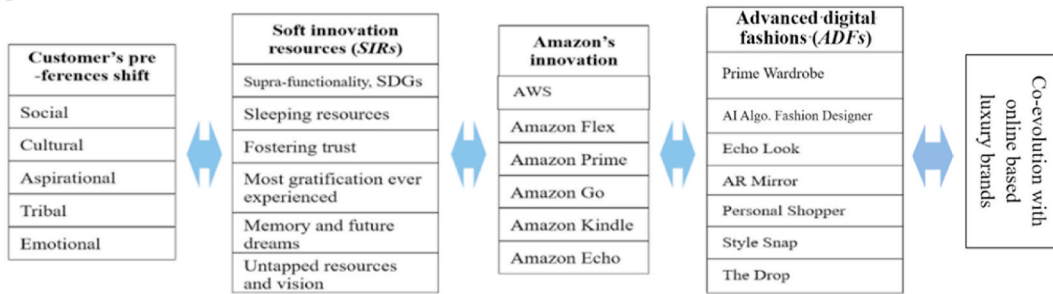 Customer's pre
-ferences shift
Social
Cultural
Aspirational
Tribal
Emotional
Soft innovation
resources (SIRs)
Supra-functionality, SDGs
Sleeping resources
Fostering trust
Most gratification ever
experienced
Memory and future
dreams
Untapped resources
and vision
Amazon's
innovation
AWS
Amazon Flex
Amazon Prime
Amazon Go
Amazon Kindle
Amazon Echo
Advanced digital
fashions (ADFs)
Prime Wardrobe
AI Algo. Fashion Designer
Echo Look
AR Mirror
Personal Shopper
Style Snap
The Drop
Co-evolution with
online based
luxury brands